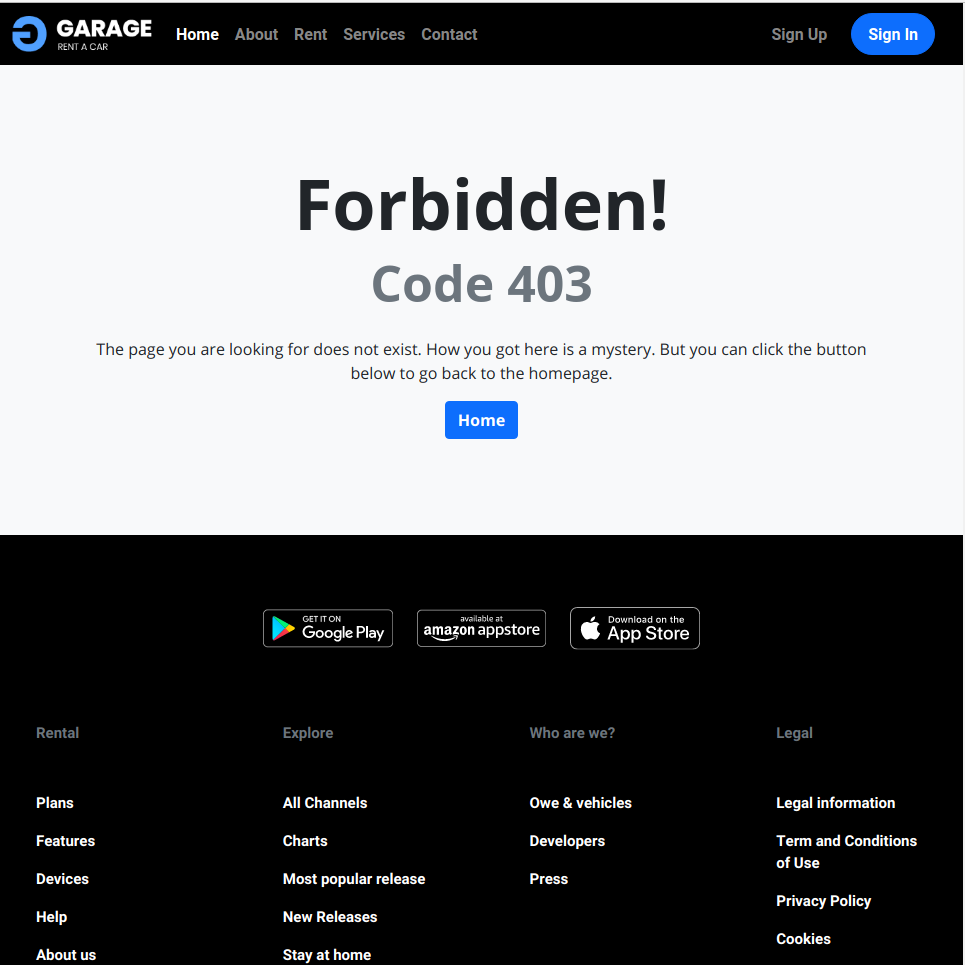 GARAGE
RENT A CAR
Home About Rent Services Contact Sign Up Sign In
Forbidden!
Code 403
The page you are looking for does not exist. How you got here is a mystery. But you can click the button
below to go back to the homepage.
Home
GET IT ON
Google Play
available at
amazon appstore
Download on the
App Store
Rental Explore Who are we? Legal
Plans All Channels Owe & vehicles Legal information
Features Charts Developers Term and Conditions
of Use
Devices Most popular release Press
Privacy Policy
Help New Releases
Cookies
About us Stay at home